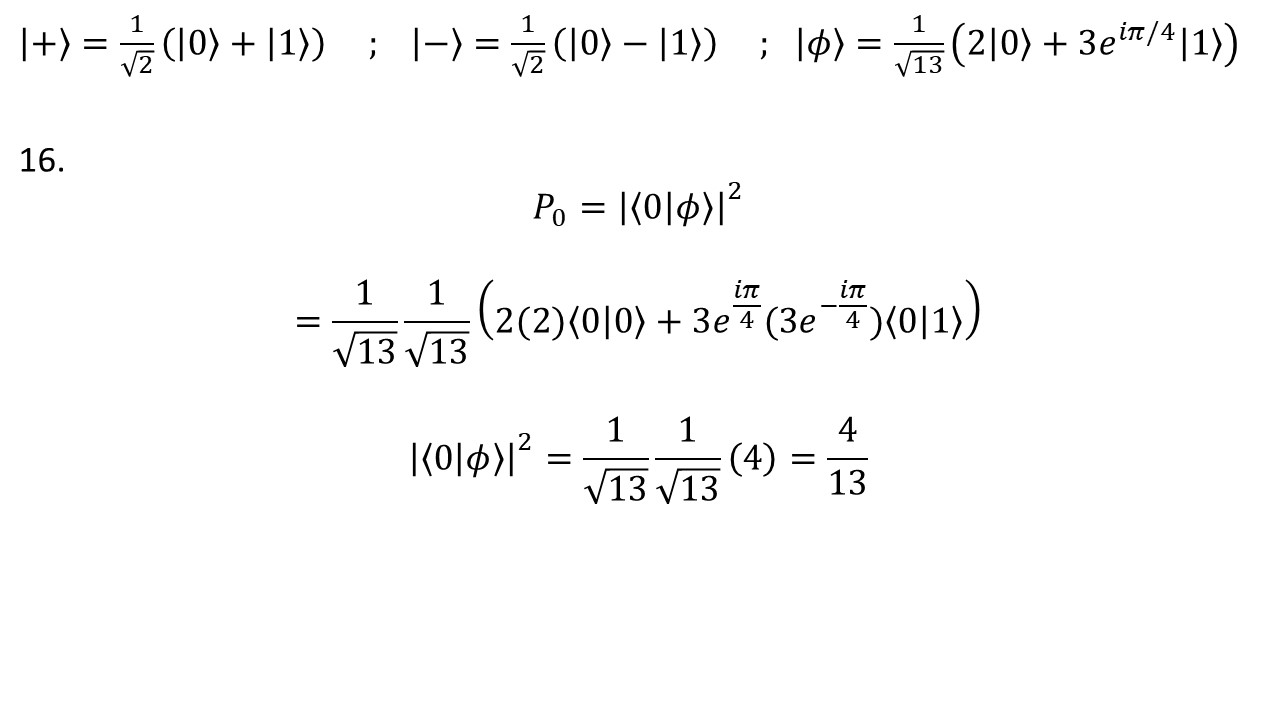 |+⟩ = 1/√2 (|0⟩ + |1⟩) ; |−⟩ = 1/√2 (|0⟩ − |1⟩) ; |ϕ⟩ = 1/√13 (2|0⟩ + 3e^{iπ/4}|1⟩)
16.
P₀ = |⟨0|ϕ⟩|²
= 1/√13 1/√13 (2(2)⟨0|0⟩ + 3e^{iπ/4}(3e^{−iπ/4})⟨0|1⟩)
|⟨0|ϕ⟩|² = 1/√13 1/√13 (4) = 4/13